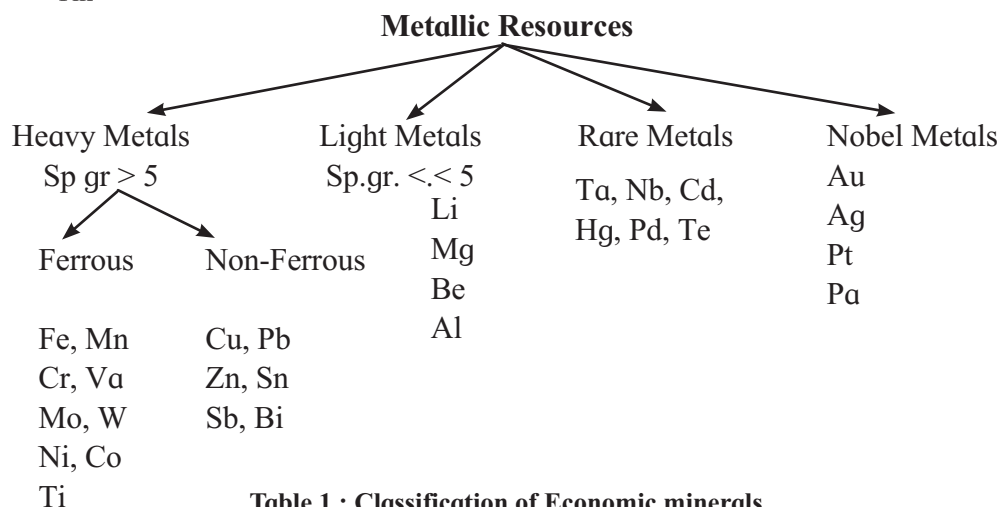 Metallic Resources
Heavy Metals
Sp gr > 5
Ferrous
Fe, Mn
Cr, Va
Mo, W
Ni, Co
Ti
Non-Ferrous
Cu, Pb
Zn, Sn
Sb, Bi
Light Metals
Sp.gr. <.< 5
Li
Mg
Be
Al
Rare Metals
Ta, Nb, Cd,
Hg, Pd, Te
Nobel Metals
Au
Ag
Pt
Pa
Table 1 : Classification of Economic minerals